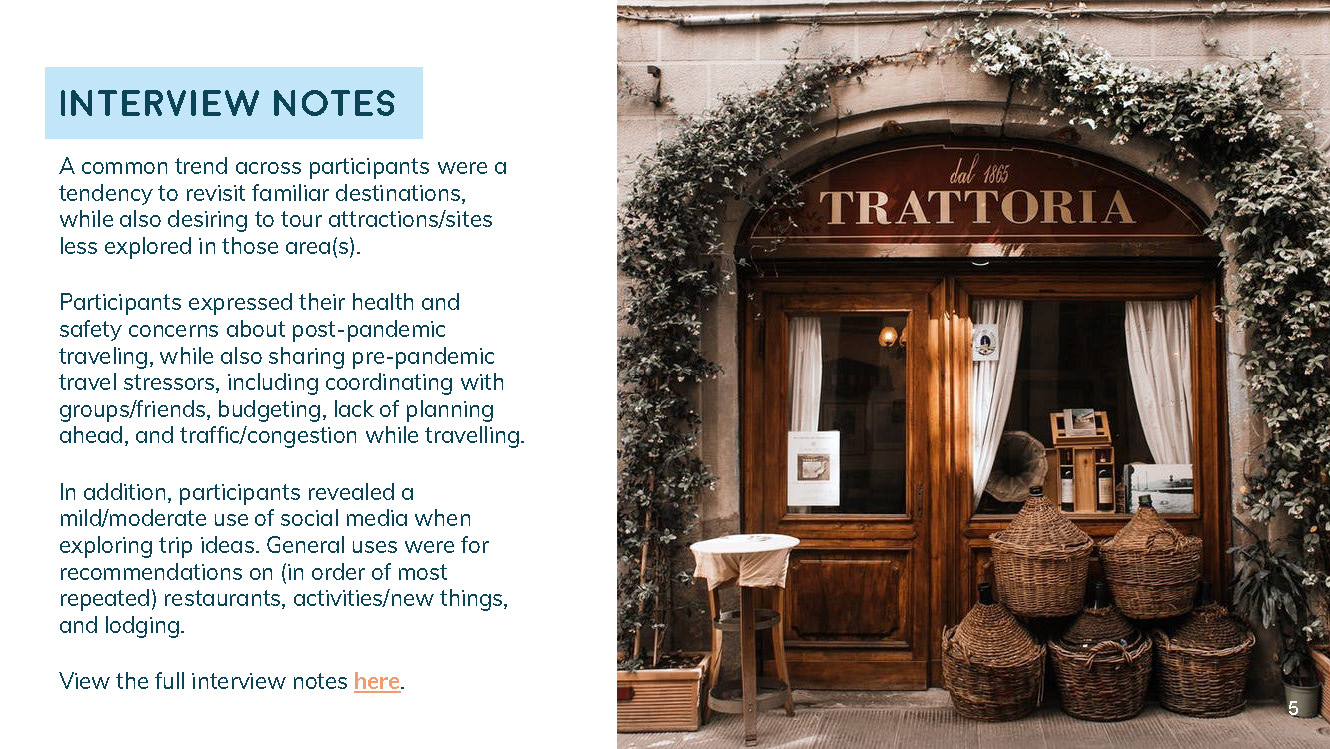 INTERVIEW NOTES
A common trend across participants were a
tendency to revisit familiar destinations,
while also desiring to tour attractions/sites
less explored in those area(s).
Participants expressed their health and
safety concerns about post-pandemic
traveling, while also sharing pre-pandemic
travel stressors, including coordinating with
groups/friends, budgeting, lack of planning
ahead, and traffic/congestion while travelling.
In addition, participants revealed a
mild/moderate use of social media when
exploring trip ideas. General uses were for
recommendations on (in order of most
repeated) restaurants, activities/new things,
and lodging.
View the full interview notes here.
dal 1865
TRATTORIA
5